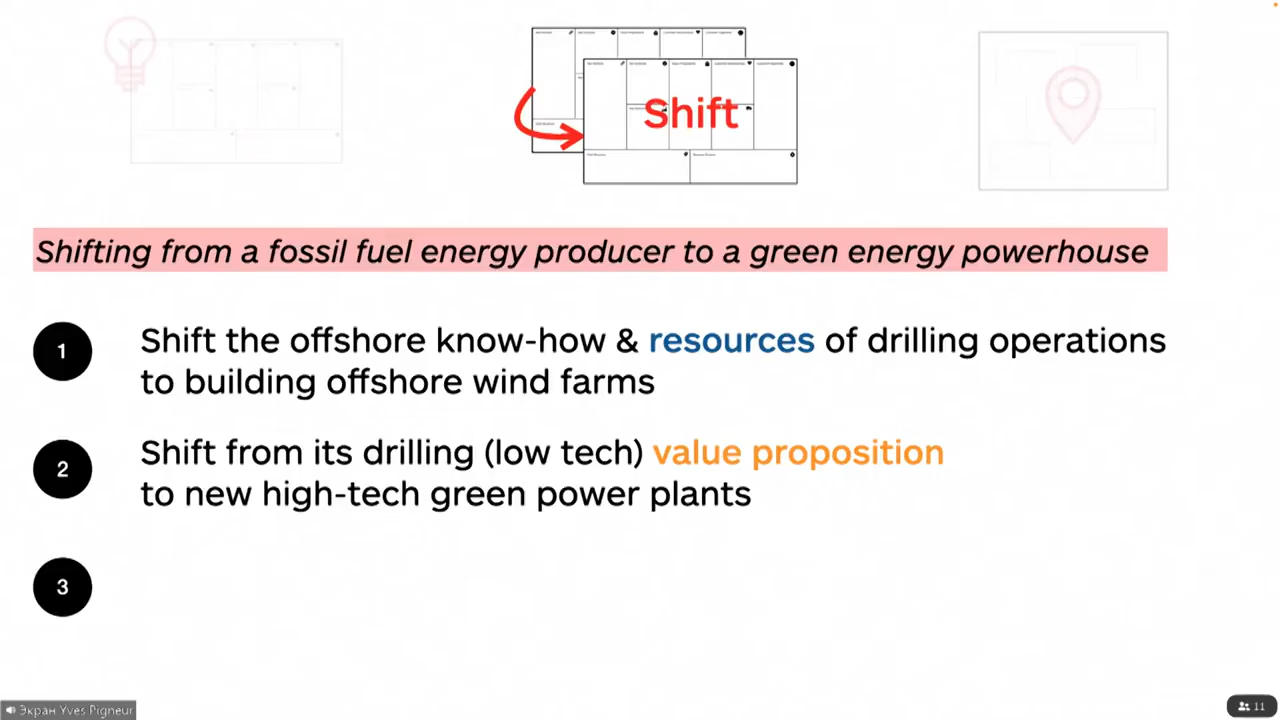 Shift
Shifting from a fossil fuel energy producer to a green energy powerhouse
1
Shift the offshore know-how & resources of drilling operations
to building offshore wind farms
2
Shift from its drilling (low tech) value proposition
to new high-tech green power plants
3
Экран Yves Pigneur
11